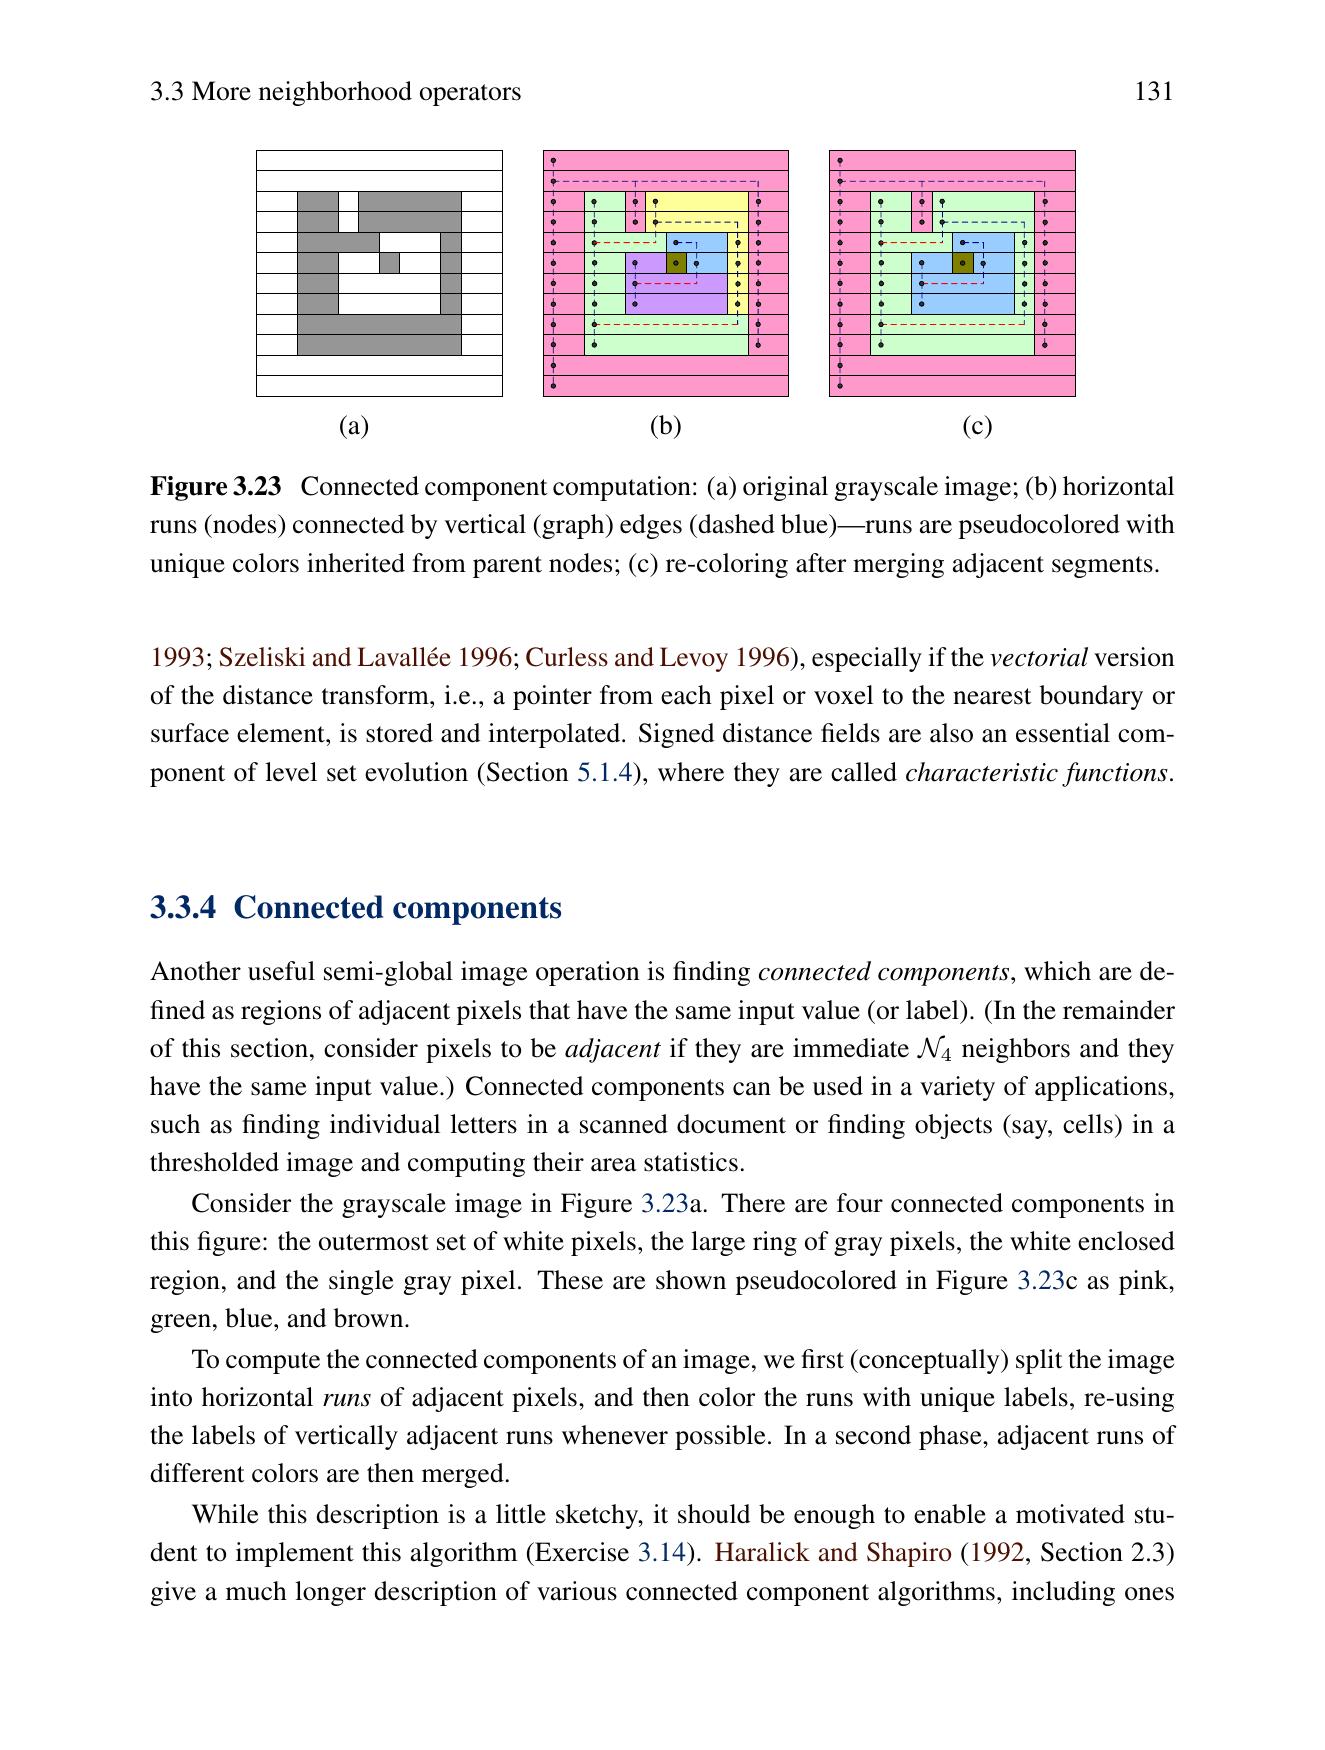 3.3 More neighborhood operators 131
(a) (b) (c)
Figure 3.23 Connected component computation: (a) original grayscale image; (b) horizontal
runs (nodes) connected by vertical (graph) edges (dashed blue)—runs are pseudocolored with
unique colors inherited from parent nodes; (c) re-coloring after merging adjacent segments.
1993; Szeliski and Lavallée 1996; Curless and Levoy 1996), especially if the vectorial version
of the distance transform, i.e., a pointer from each pixel or voxel to the nearest boundary or
surface element, is stored and interpolated. Signed distance fields are also an essential com-
ponent of level set evolution (Section 5.1.4), where they are called characteristic functions.
3.3.4 Connected components
Another useful semi-global image operation is finding connected components, which are de-
fined as regions of adjacent pixels that have the same input value (or label). (In the remainder
of this section, consider pixels to be adjacent if they are immediate 𝒩₄ neighbors and they
have the same input value.) Connected components can be used in a variety of applications,
such as finding individual letters in a scanned document or finding objects (say, cells) in a
thresholded image and computing their area statistics.
Consider the grayscale image in Figure 3.23a. There are four connected components in
this figure: the outermost set of white pixels, the large ring of gray pixels, the white enclosed
region, and the single gray pixel. These are shown pseudocolored in Figure 3.23c as pink,
green, blue, and brown.
To compute the connected components of an image, we first (conceptually) split the image
into horizontal runs of adjacent pixels, and then color the runs with unique labels, re-using
the labels of vertically adjacent runs whenever possible. In a second phase, adjacent runs of
different colors are then merged.
While this description is a little sketchy, it should be enough to enable a motivated stu-
dent to implement this algorithm (Exercise 3.14). Haralick and Shapiro (1992, Section 2.3)
give a much longer description of various connected component algorithms, including ones